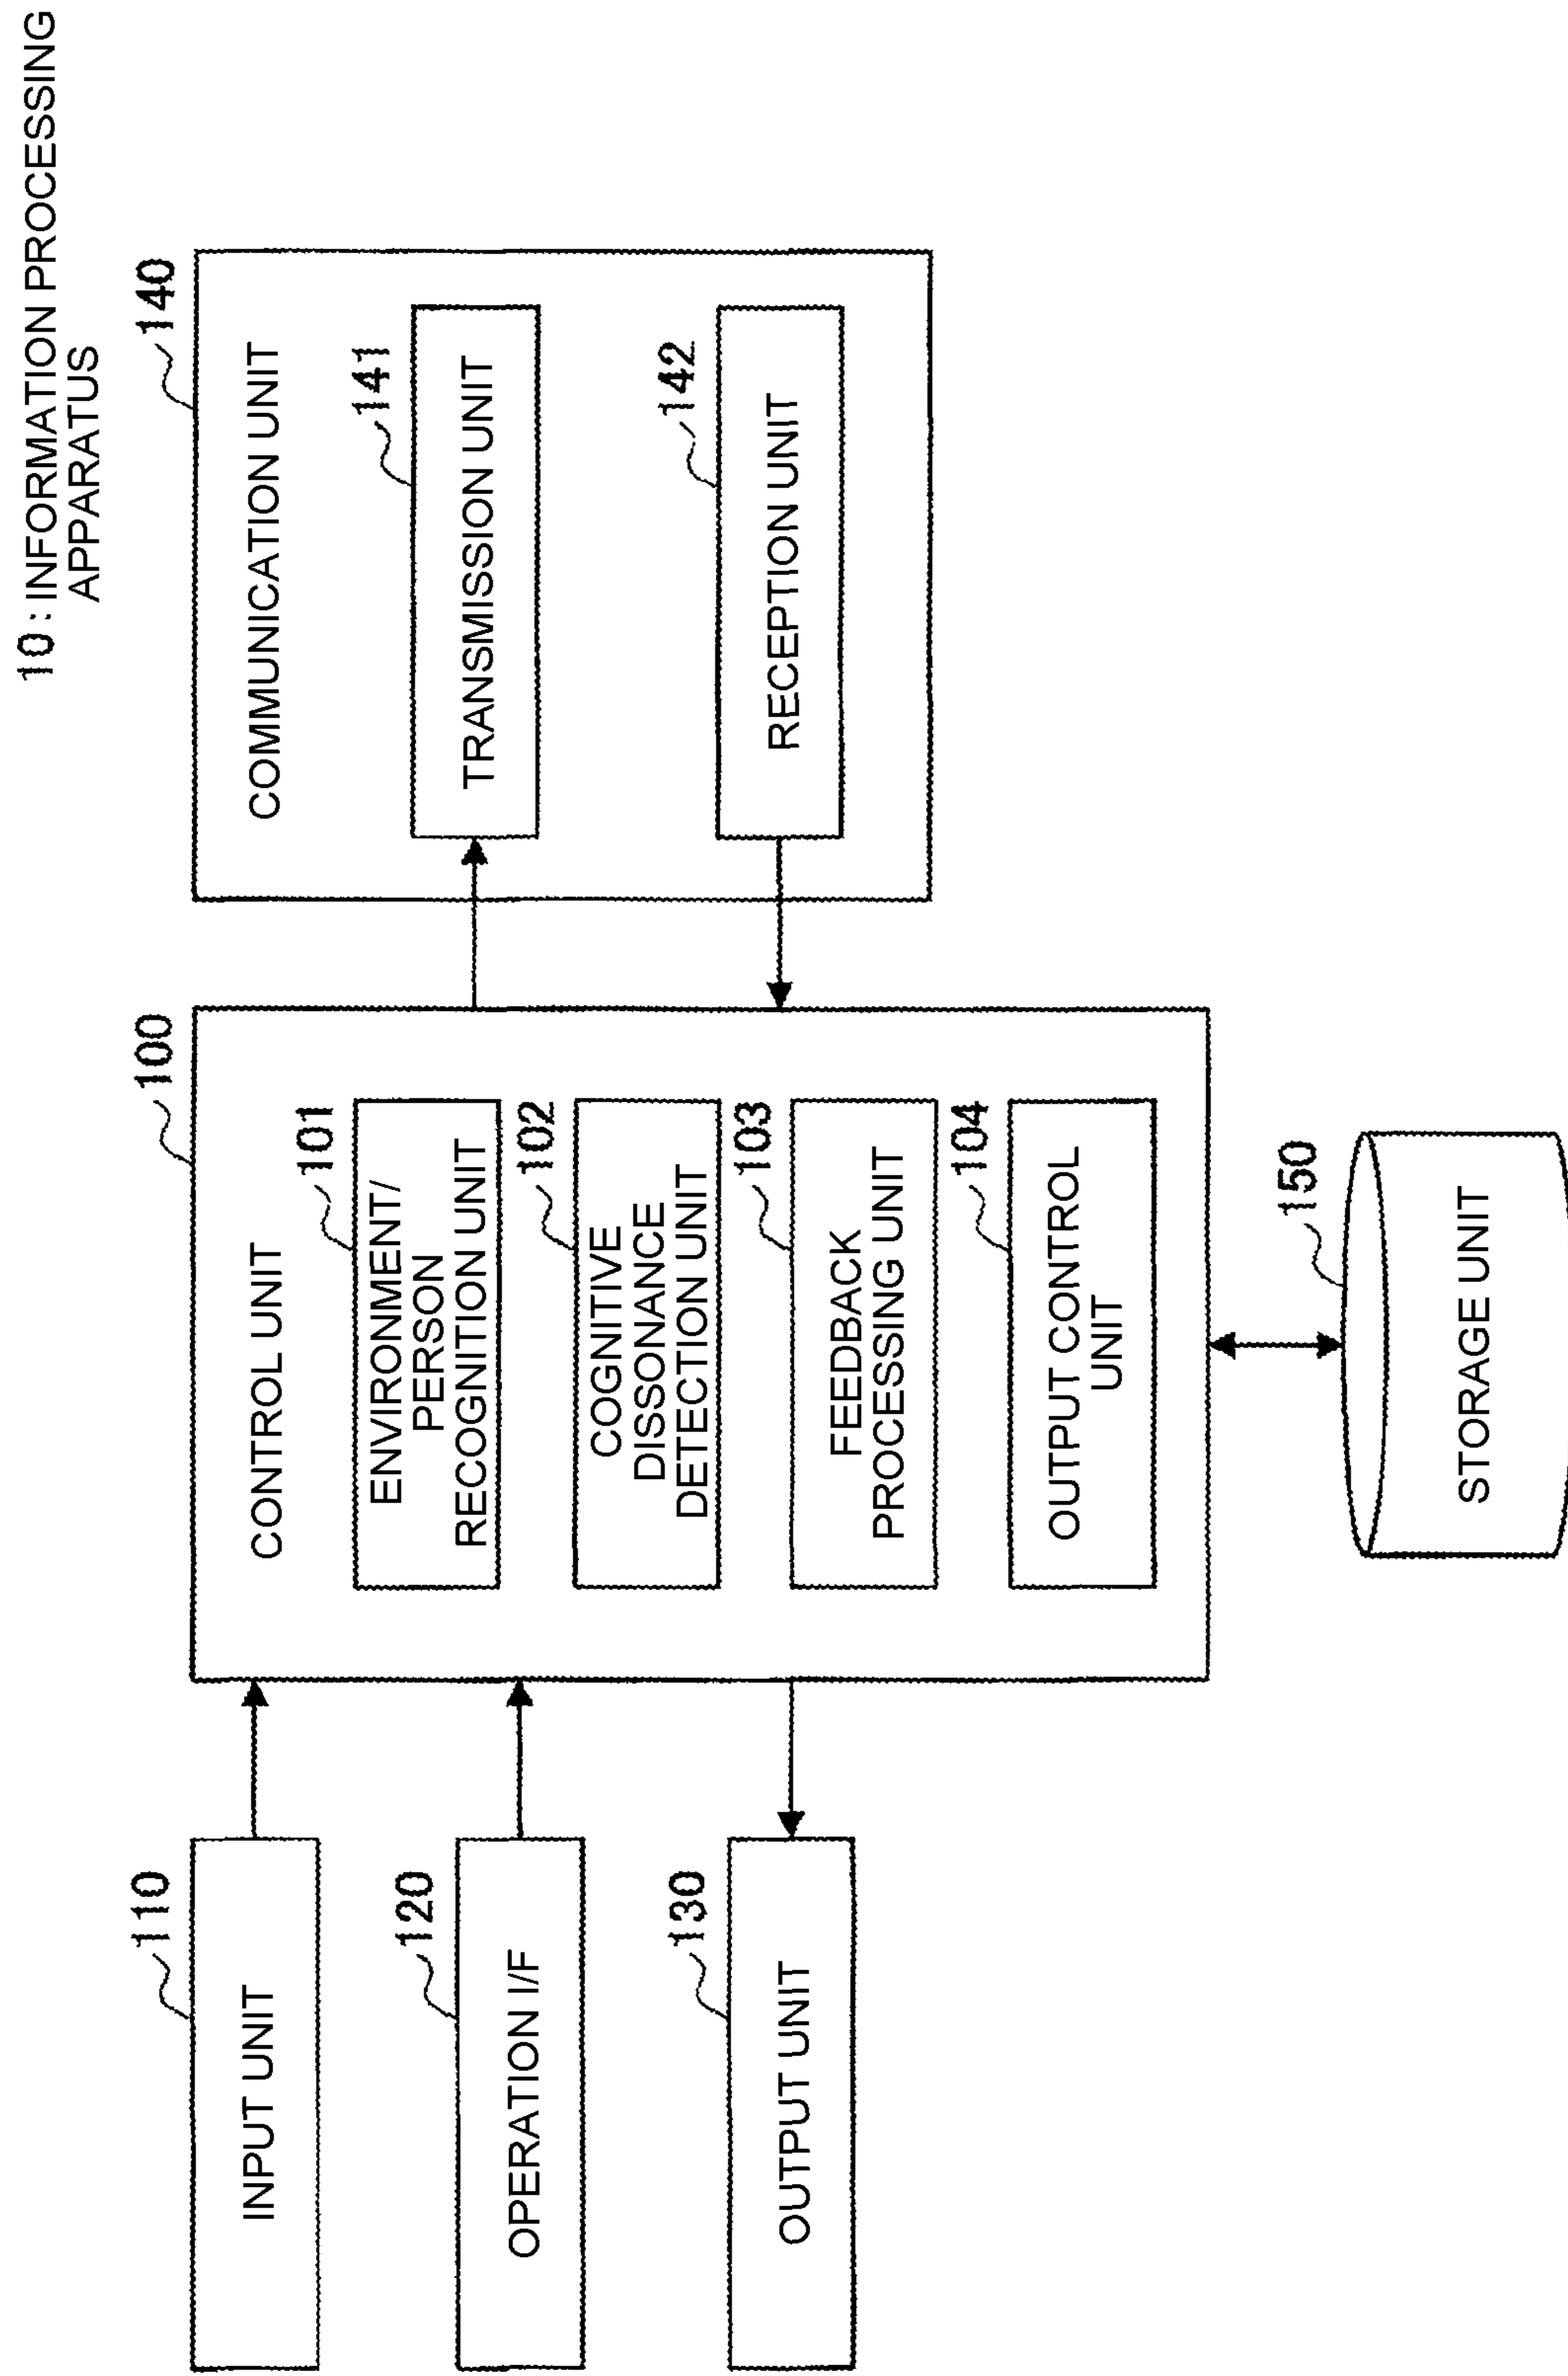 10 : INFORMATION PROCESSING
APPARATUS
110
INPUT UNIT
120
OPERATION I/F
130
OUTPUT UNIT
100
CONTROL UNIT
101
ENVIRONMENT/
PERSON
RECOGNITION UNIT
102
COGNITIVE
DISSONANCE
DETECTION UNIT
103
FEEDBACK
PROCESSING UNIT
104
OUTPUT CONTROL
UNIT
140
COMMUNICATION UNIT
141
TRANSMISSION UNIT
142
RECEPTION UNIT
150
STORAGE UNIT